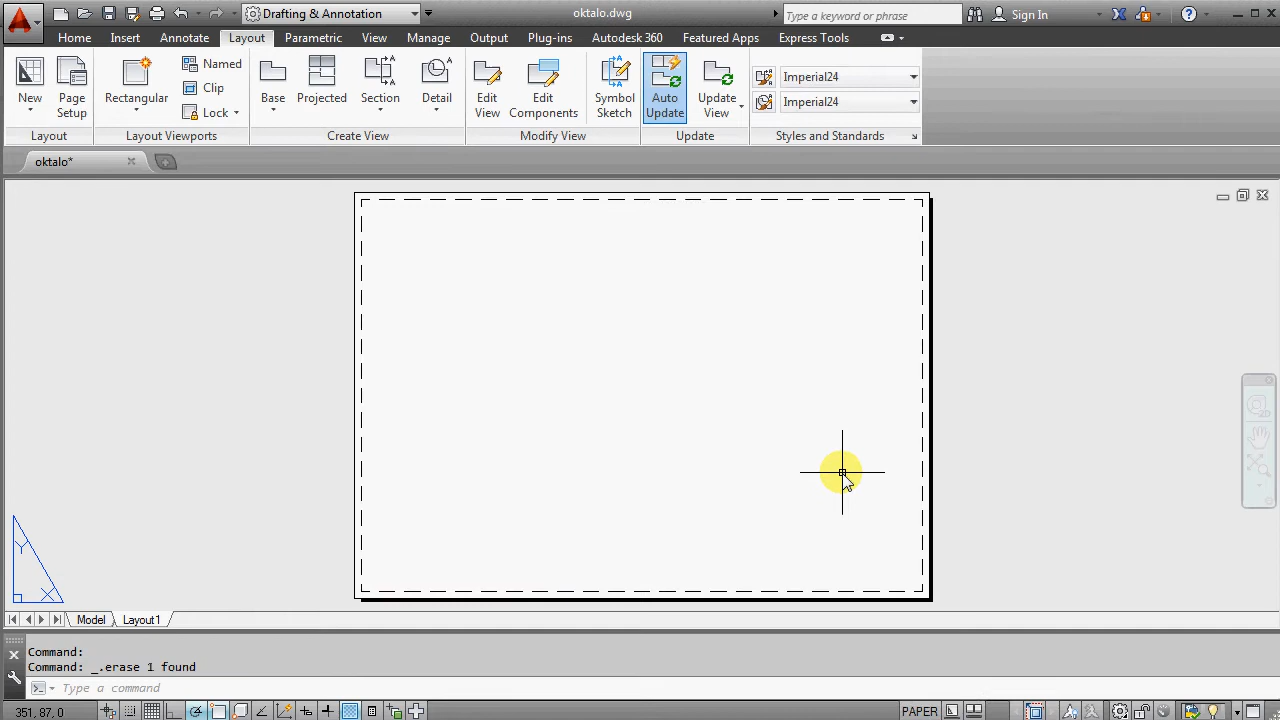 Drafting & Annotation
oktalo.dwg
Type a keyword or phrase
Sign In
Home Insert Annotate Layout Parametric View Manage Output Plug-ins Autodesk 360 Featured Apps Express Tools
New
Page Setup
Layout
Rectangular
Named
Clip
Lock
Layout Viewports
Base
Projected
Section
Detail
Create View
Edit View
Edit Components
Symbol Sketch
Modify View
Auto Update
Update View
Update
Imperial24
Imperial24
Styles and Standards
oktalo*
2D
Y
X
Model Layout1
Command:
Command: _.erase 1 found
Type a command
351, 87, 0
PAPER